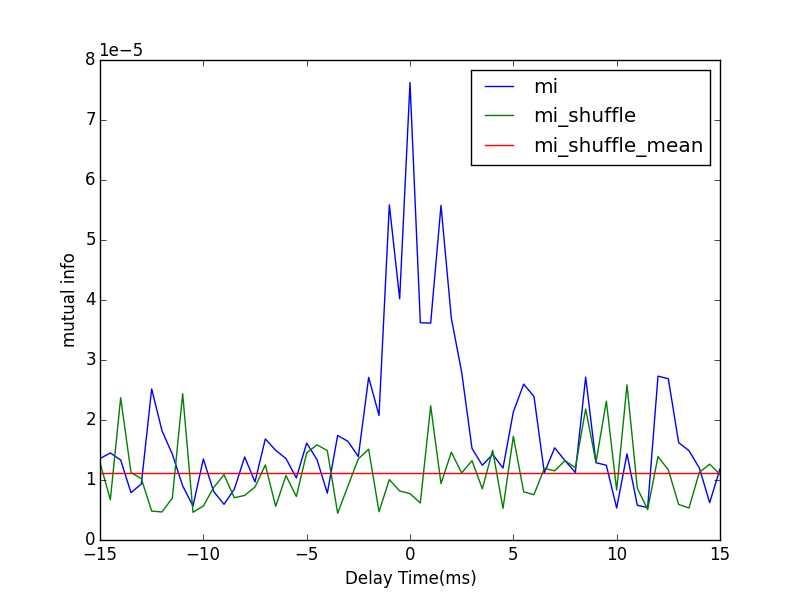 1e−5
8
7
6
5
4
3
2
1
0
mutual info
mi
mi_shuffle
mi_shuffle_mean
−15 −10 −5 0 5 10 15
Delay Time(ms)